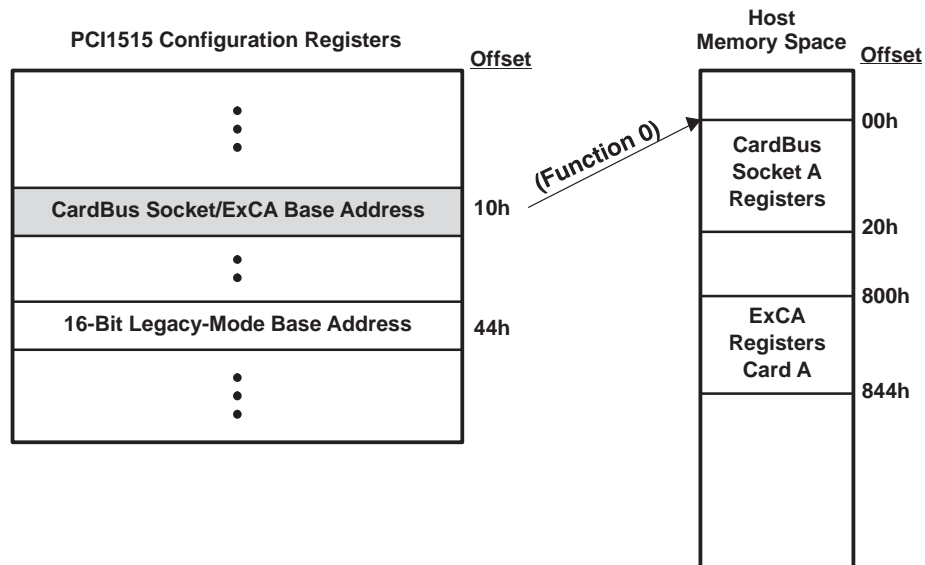 PCI1515 Configuration Registers
Offset
CardBus Socket/ExCA Base Address
10h
16-Bit Legacy-Mode Base Address
44h
(Function 0)
Host
Memory Space
Offset
00h
CardBus
Socket A
Registers
20h
800h
ExCA
Registers
Card A
844h